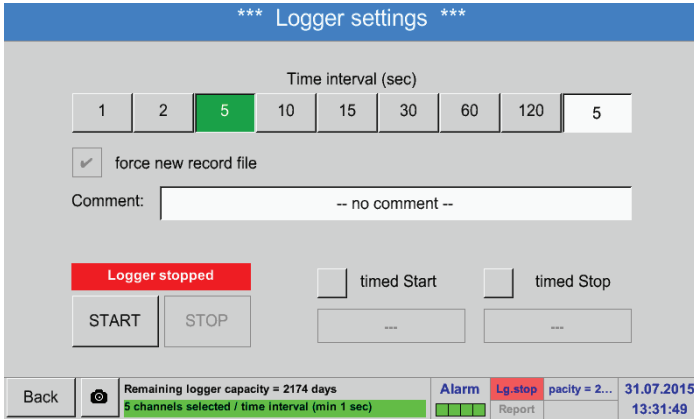 *** Logger settings ***
Time interval (sec)
1 2 5 10 15 30 60 120 5
force new record file
Comment: -- no comment --
Logger stopped
timed Start timed Stop
START STOP --- ---
Back Remaining logger capacity = 2174 days Alarm Lg.stop pacity = 2... 31.07.2015
5 channels selected / time interval (min 1 sec) Report 13:31:49